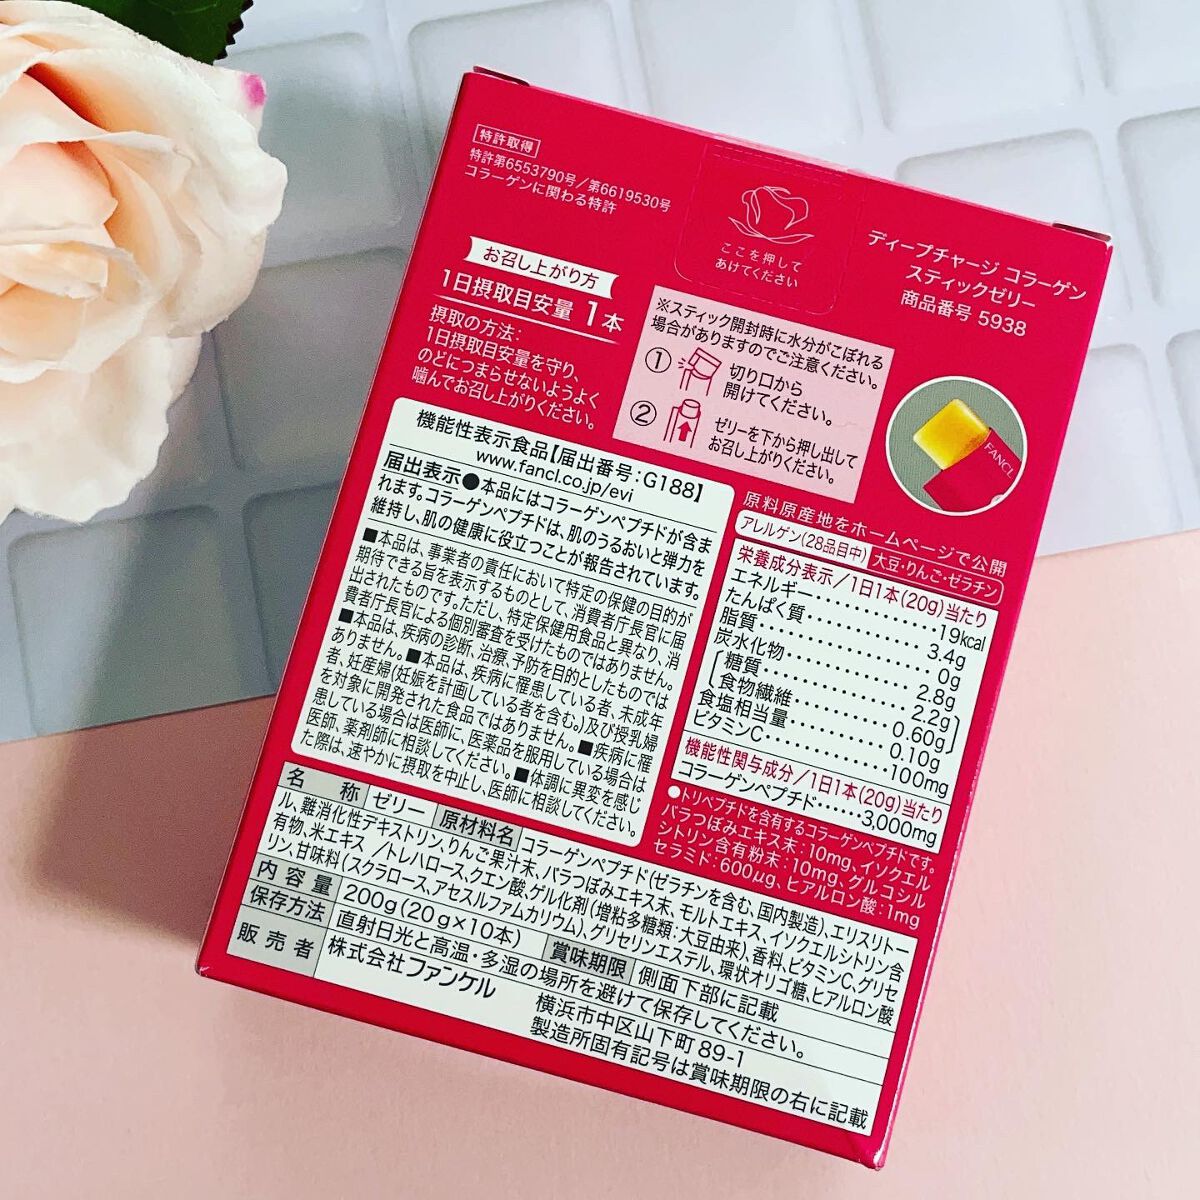 特許取得
特許第6553790号/第6619530号
コラーゲンに関わる特許
ここを押して
あけてください
ディープチャージ コラーゲン
スティックゼリー
商品番号 5938
お召し上がり方
1日摂取目安量 1本
摂取の方法:
1日摂取目安量を守り、
のどにつまらせないようよく
噛んでお召し上がりください。
※スティック開封時に水分がこぼれる
場合がありますのでご注意ください。
① 切り口から
開けてください。
② ゼリーを下から押し出して
お召し上がりください。
FANCL
機能性表示食品【届出番号:G188】
www.fancl.co.jp/evi
届出表示●本品にはコラーゲンペプチドが含ま
れます。コラーゲンペプチドは、肌のうるおいと弾力を
維持し、肌の健康に役立つことが報告されています。
■本品は、事業者の責任において特定の保健の目的が
期待できる旨を表示するものとして、消費者庁長官に届
出されたものです。ただし、特定保健用食品と異なり、消
費者庁長官による個別審査を受けたものではありません。
■本品は、疾病の診断、治療、予防を目的としたものでは
ありません。■本品は、疾病に罹患している者、未成年
者、妊産婦(妊娠を計画している者を含む。)及び授乳婦
を対象に開発された食品ではありません。■疾病に罹
患している場合は医師に、医薬品を服用している場合は
医師、薬剤師に相談してください。■体調に異変を感じ
た際は、速やかに摂取を中止し、医師に相談してください。
原料原産地をホームページで公開
アレルゲン(28品目中) 大豆・りんご・ゼラチン
栄養成分表示/1日1本(20g)当たり
エネルギー・・・・・・・・・・19kcal
たんぱく質・・・・・・・・・・3.4g
脂質・・・・・・・・・・0g
炭水化物・・・・・・・・・・2.8g
糖質・・・・・・・・・・2.2g
食物繊維・・・・・・・・0.60g
食塩相当量・・・・・・・・0.10g
ビタミンC・・・・・・・・・・100mg
機能性関与成分/1日1本(20g)当たり
コラーゲンペプチド・・・・・・3,000mg
●トリペプチドを含有するコラーゲンペプチドです。
バラつぼみエキス末:10mg、イソクエル
シトリン含有粉末:10mg、グルコシル
セラミド:600μg、ヒアルロン酸:1mg
名称 ゼリー 原材料名 コラーゲンペプチド(ゼラチンを含む、国内製造)、エリスリトー
ル、難消化性デキストリン、りんご果汁末、バラつぼみエキス末、モルトエキス、イソクエルシトリン含
有物、米エキス/トレハロース、クエン酸、ゲル化剤(増粘多糖類:大豆由来)、香料、ビタミンC、グリセ
リン、甘味料(スクラロース、アセスルファムカリウム)、グリセリンエステル、環状オリゴ糖、ヒアルロン酸
内容量 200g(20g×10本) 賞味期限 側面下部に記載
保存方法 直射日光と高温・多湿の場所を避けて保存してください。
販売者 株式会社ファンケル 横浜市中区山下町89-1
製造所固有記号は賞味期限の右に記載